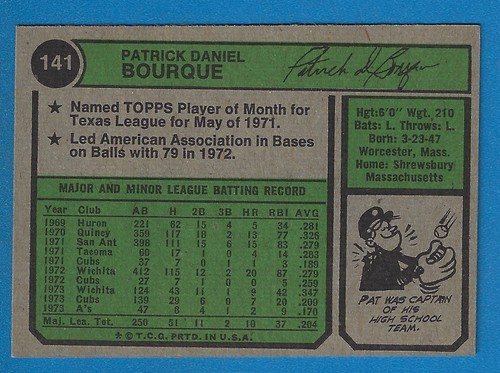 141
PATRICK DANIEL
BOURQUE
Patrick D Bourque
★ Named TOPPS Player of Month for
Texas League for May of 1971.
★ Led American Association in Bases
on Balls with 79 in 1972.
Hgt:6'0" Wgt. 210
Bats: L. Throws: L.
Born: 3-23-47
Worcester, Mass.
Home: Shrewsbury
Massachusetts
MAJOR AND MINOR LEAGUE BATTING RECORD
Year Club AB H 2B 3B HR RBI AVG
1969 Huron 221 62 15 4 5 34 .281
1970 Quincy 359 117 18 2 13 77 .326
1971 San Ant 398 111 15 6 15 83 .279
1971 Tacoma 60 17 1 0 4 14 .283
1971 Cubs 37 7 0 1 1 3 .189
1972 Wichita 412 115 12 2 20 87 .279
1972 Cubs 27 7 1 0 0 5 .259
1973 Wichita 124 43 11 1 9 42 .347
1973 Cubs 139 29 6 0 7 20 .209
1973 A's 47 8 4 1 2 9 .170
Maj. Lea. Tot. 250 51 11 2 10 37 .204
★ © T.C.G. PRTD. IN U.S.A.
PAT WAS CAPTAIN
OF HIS
HIGH SCHOOL
TEAM.